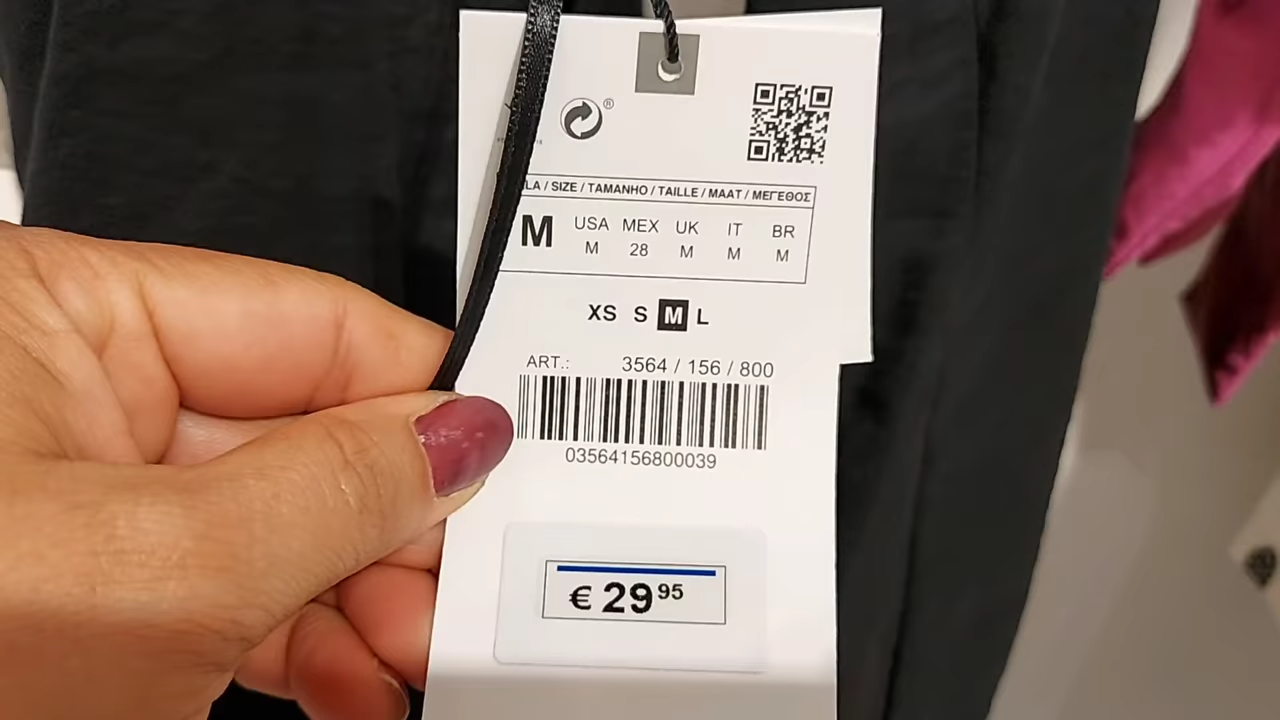 ®
LA / SIZE / TAMANHO / TAILLE / MAAT / ΜΕΓΕΘΟΣ
M USA MEX UK IT BR
M 28 M M M
XS S M L
ART.: 3564 / 156 / 800
03564156800039
€ 29 95